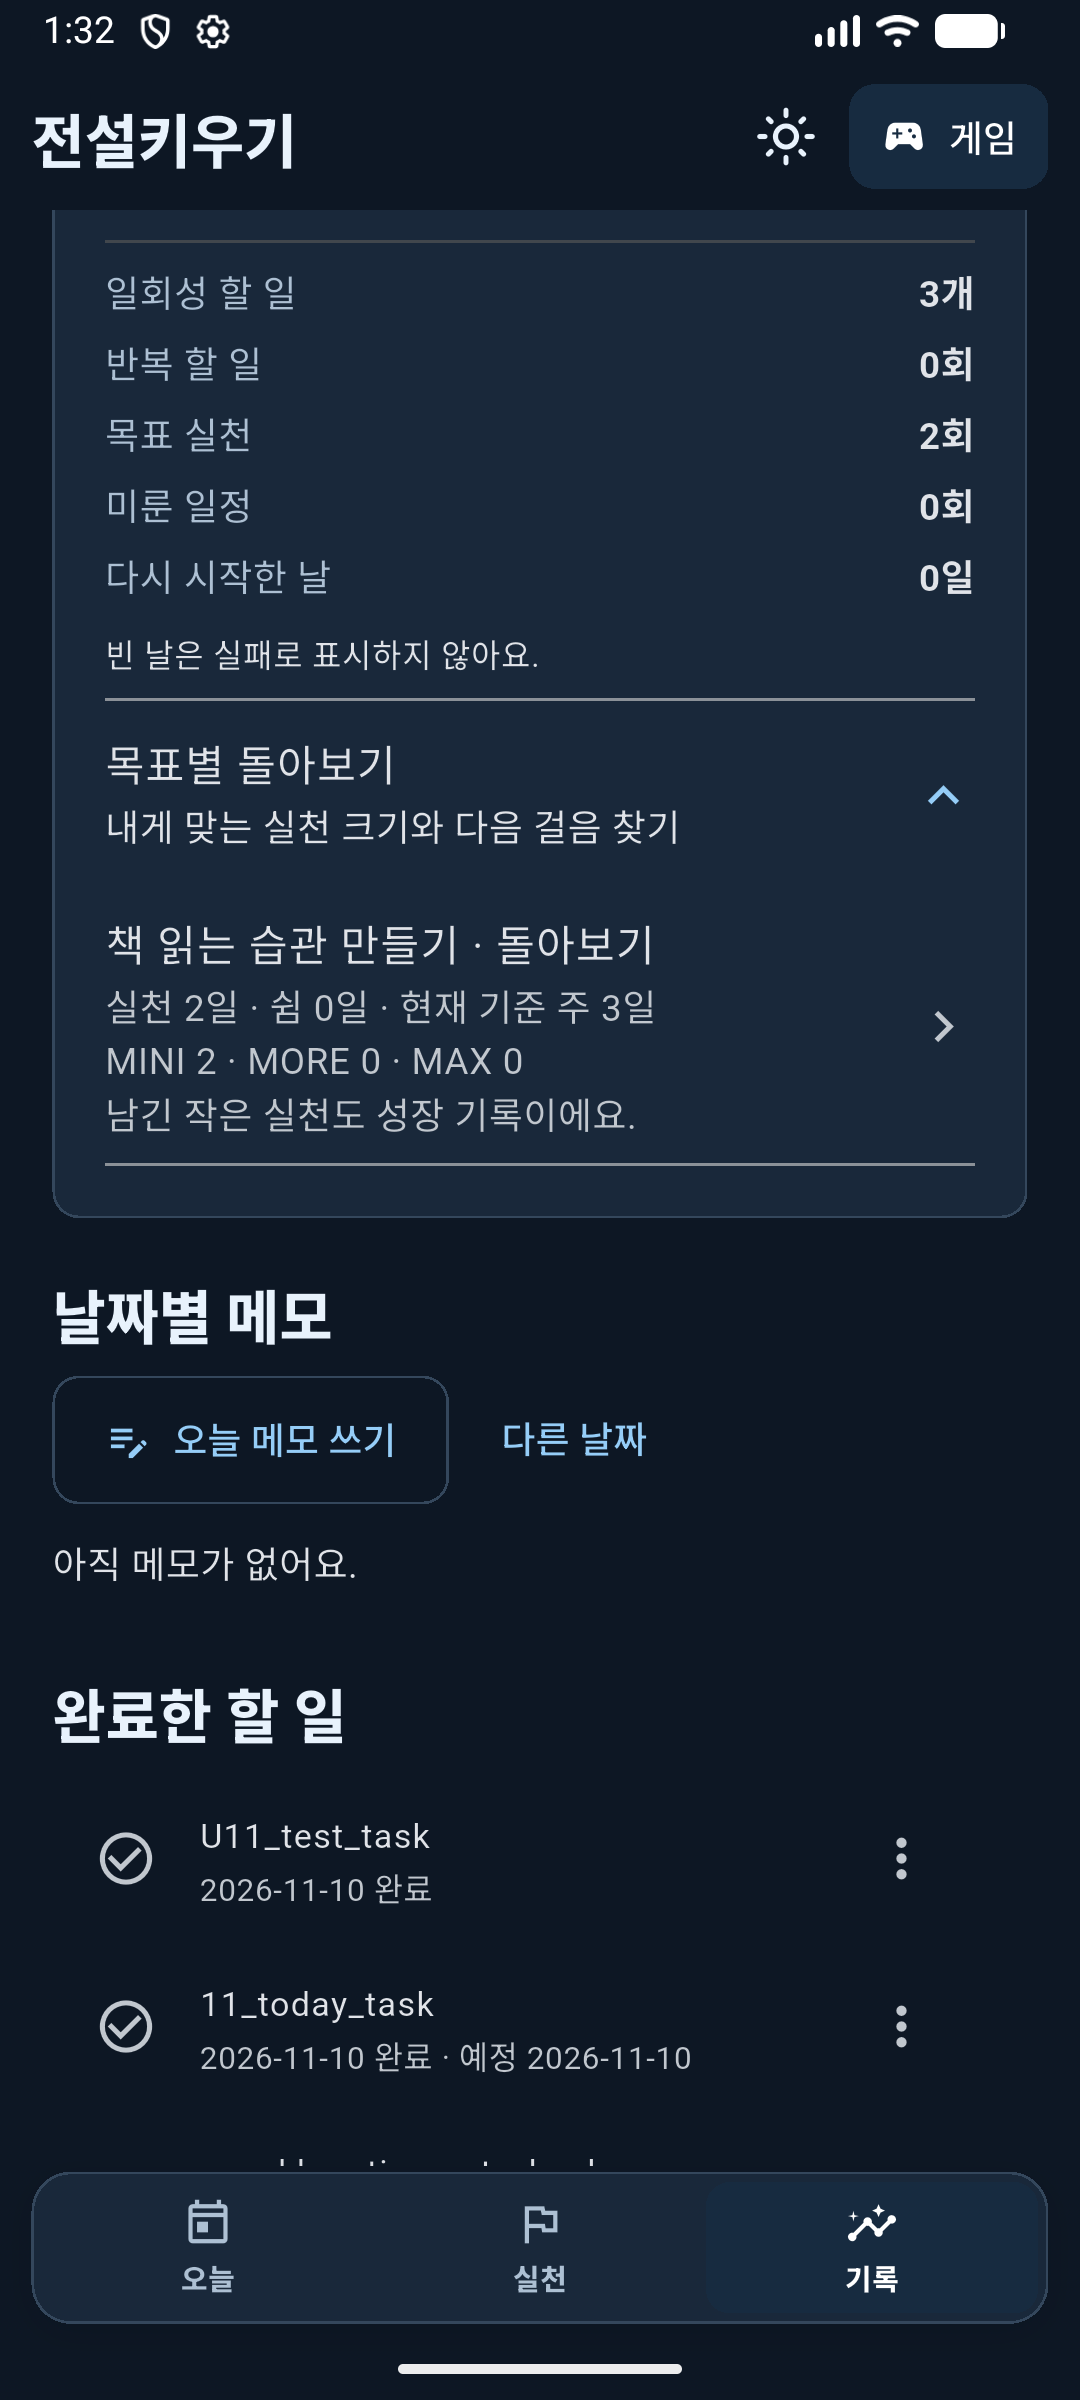 1:32
전설키우기
게임
일회성 할 일
3개
반복 할 일
0회
목표 실천
2회
미룬 일정
0회
다시 시작한 날
0일
빈 날은 실패로 표시하지 않아요.
목표별 돌아보기
내게 맞는 실천 크기와 다음 걸음 찾기
책 읽는 습관 만들기 · 돌아보기
실천 2일 · 쉼 0일 · 현재 기준 주 3일
MINI 2 · MORE 0 · MAX 0
남긴 작은 실천도 성장 기록이에요.
날짜별 메모
오늘 메모 쓰기
다른 날짜
아직 메모가 없어요.
완료한 할 일
U11_test_task
2026-11-10 완료
11_today_task
2026-11-10 완료 · 예정 2026-11-10
오늘
실천
기록